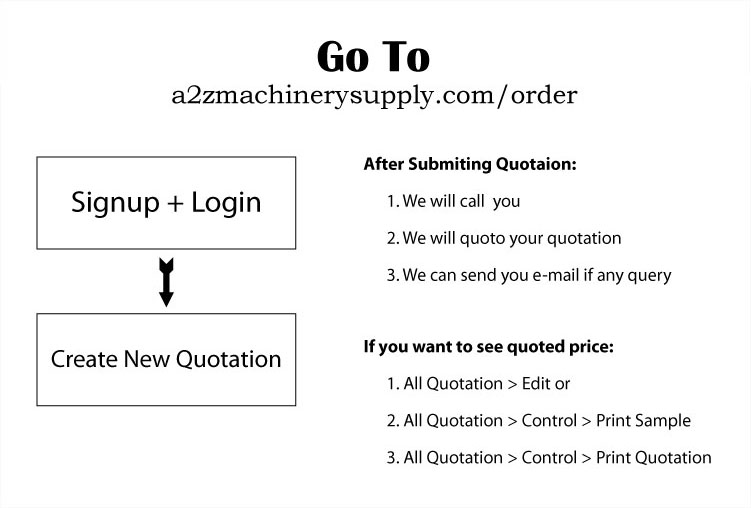 Go To
a2zmachinerysupply.com/order
Signup + Login
Create New Quotation
After Submiting Quotaion:
1. We will call  you
2. We will quoto your quotation
3. We can send you e-mail if any query
If you want to see quoted price:
1. All Quotation > Edit or
2. All Quotation > Control > Print Sample
3. All Quotation > Control > Print Quotation